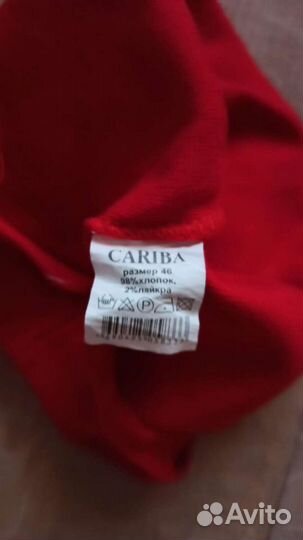 CARIBA
размер 46
98%хлопок,
2%лайкра
Avito